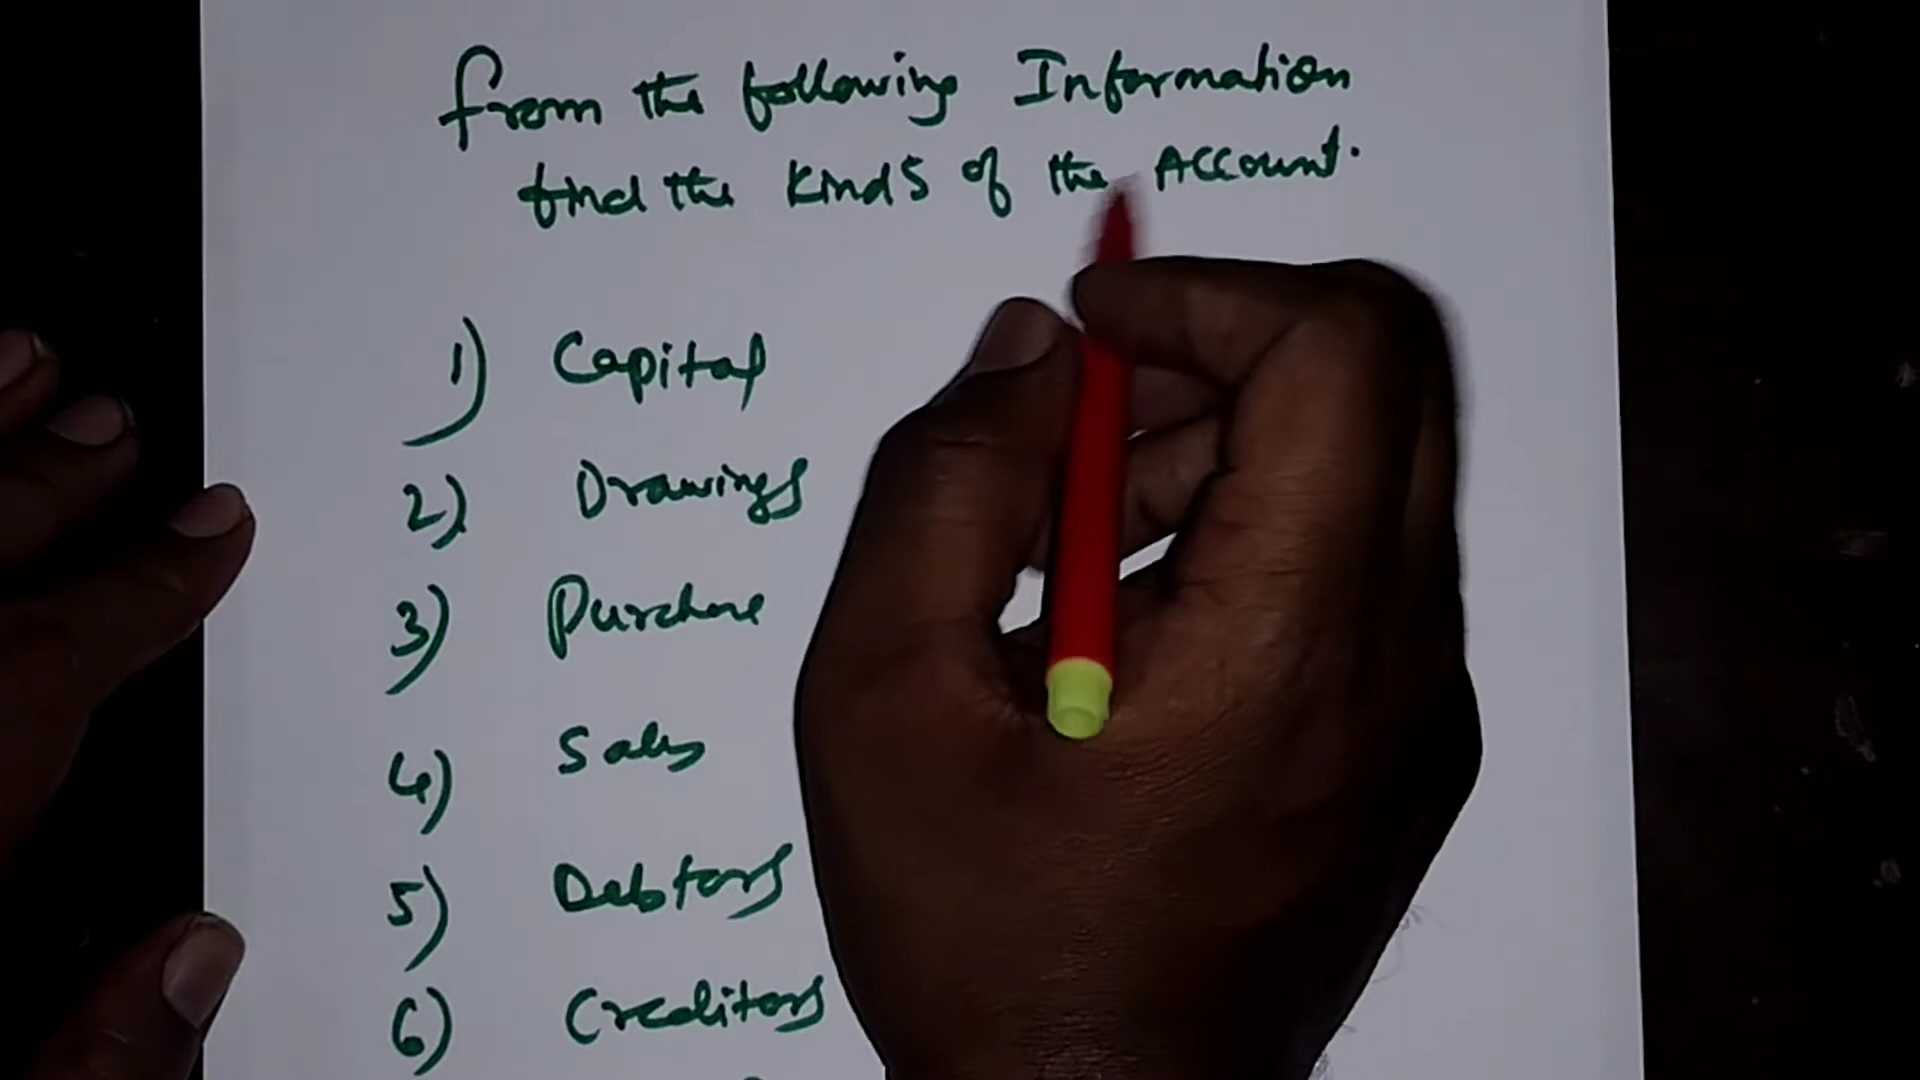 From the following Information
find the Kinds of the Account.
1) Capital
2) Drawings
3) Purchase
4) Sales
5) Debtors
6) Creditors